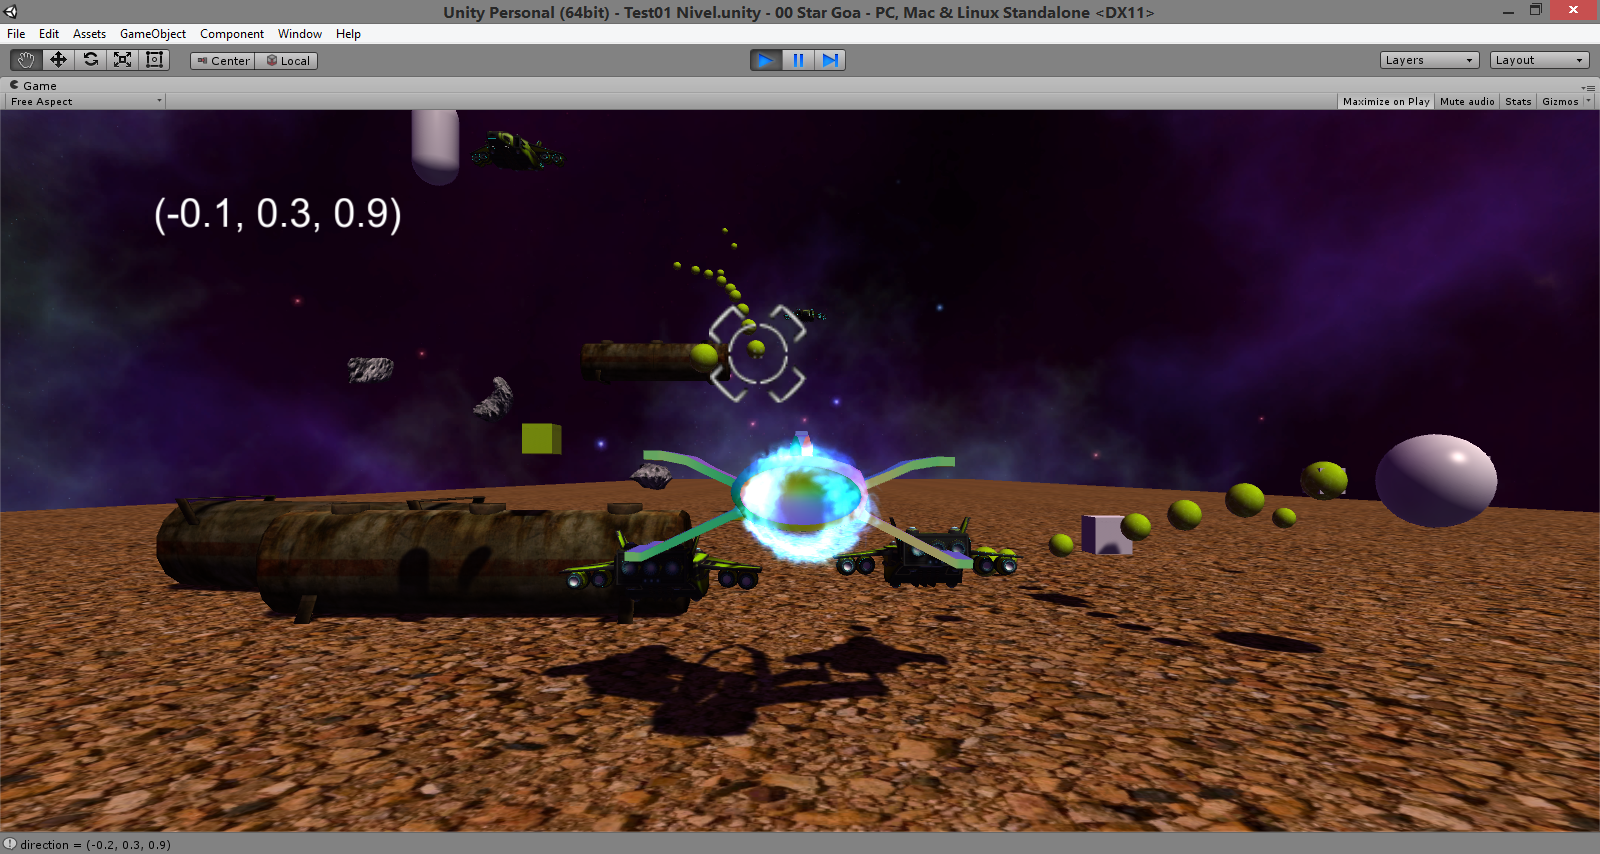 Unity Personal (64bit) - Test01 Nivel.unity - 00 Star Goa - PC, Mac & Linux Standalone <DX11>
File Edit Assets GameObject Component Window Help
Center Local Layers Layout
Game
Free Aspect Maximize on Play Mute audio Stats Gizmos
(-0.1, 0.3, 0.9)
direction = (-0.2, 0.3, 0.9)